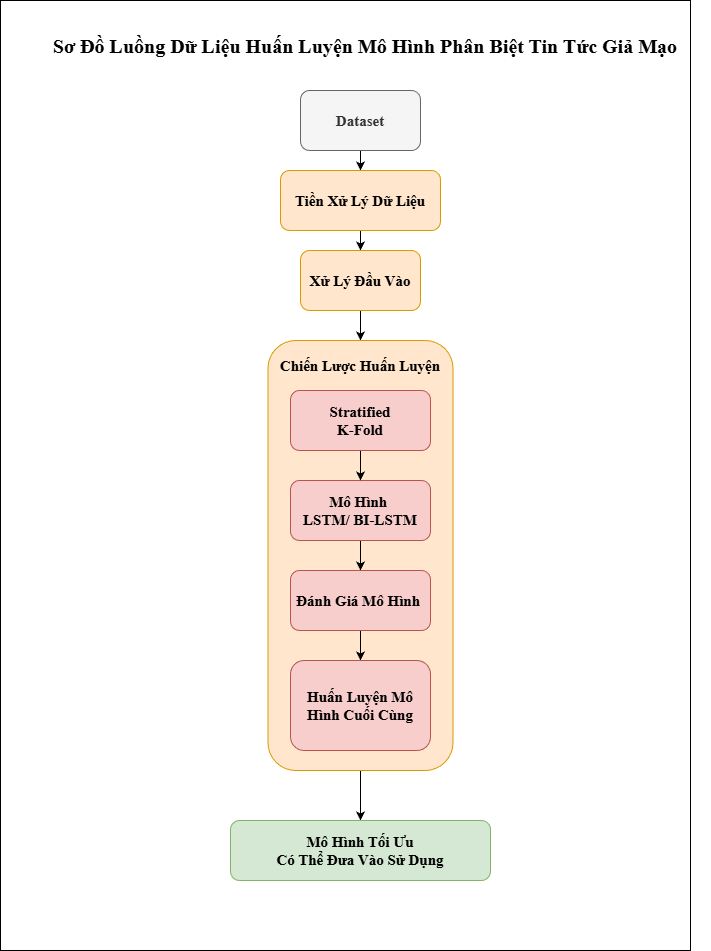 Sơ Đồ Luồng Dữ Liệu Huấn Luyện Mô Hình Phân Biệt Tin Tức Giả Mạo
Dataset
Tiền Xử Lý Dữ Liệu
Xử Lý Đầu Vào
Chiến Lược Huấn Luyện
Stratified
K-Fold
Mô Hình
LSTM/ BI-LSTM
Đánh Giá Mô Hình
Huấn Luyện Mô
Hình Cuối Cùng
Mô Hình Tối Ưu
Có Thể Đưa Vào Sử Dụng